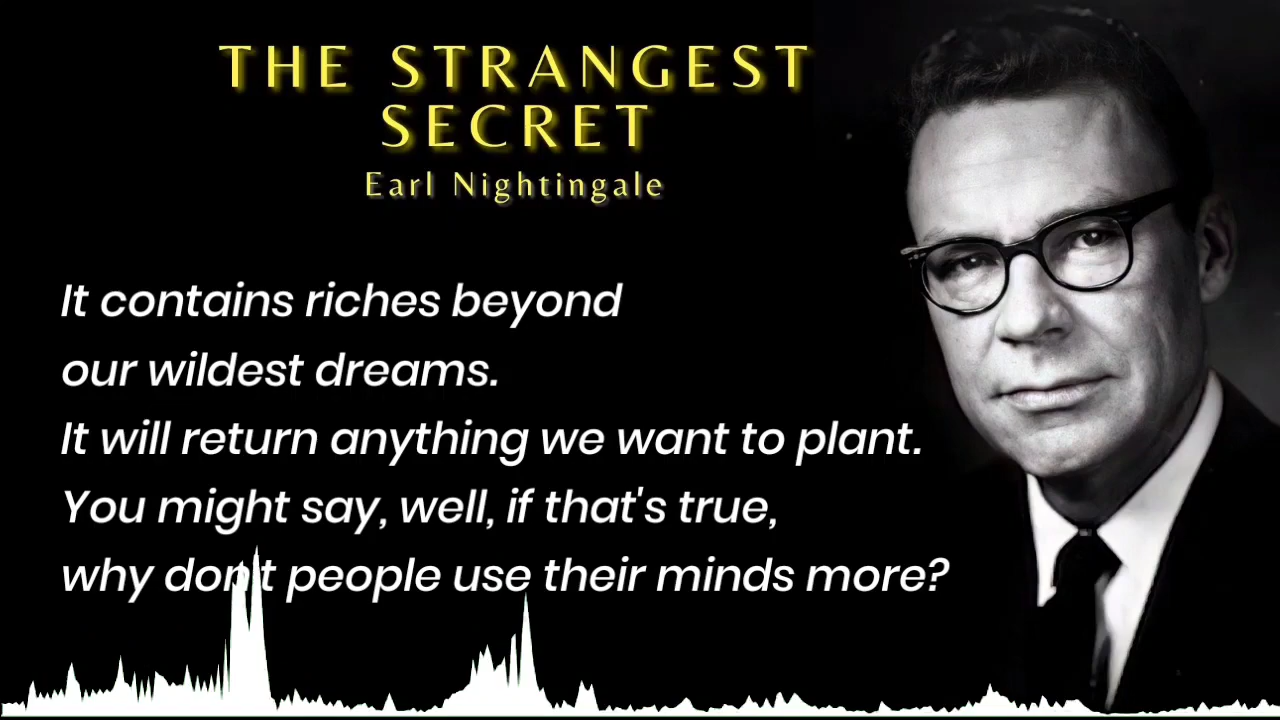 THE STRANGEST
SECRET
Earl Nightingale
It contains riches beyond
our wildest dreams.
It will return anything we want to plant.
You might say, well, if that's true,
why don't people use their minds more?